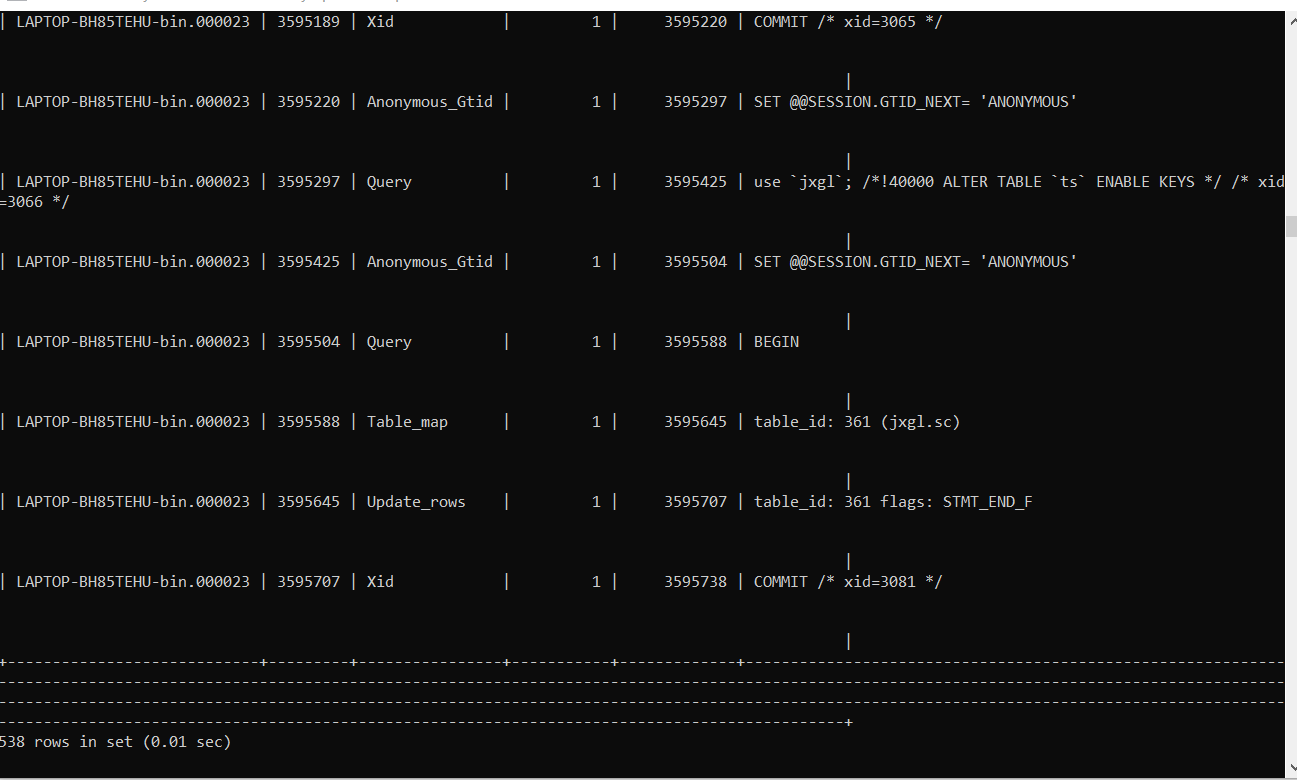 | LAPTOP-BH85TEHU-bin.000023 | 3595189 | Xid            |         1 |     3595220 | COMMIT /* xid=3065 */
|
| LAPTOP-BH85TEHU-bin.000023 | 3595220 | Anonymous_Gtid |         1 |     3595297 | SET @@SESSION.GTID_NEXT= 'ANONYMOUS'
|
| LAPTOP-BH85TEHU-bin.000023 | 3595297 | Query          |         1 |     3595425 | use `jxgl`; /*!40000 ALTER TABLE `ts` ENABLE KEYS */ /* xid
=3066 */
|
| LAPTOP-BH85TEHU-bin.000023 | 3595425 | Anonymous_Gtid |         1 |     3595504 | SET @@SESSION.GTID_NEXT= 'ANONYMOUS'
|
| LAPTOP-BH85TEHU-bin.000023 | 3595504 | Query          |         1 |     3595588 | BEGIN
|
| LAPTOP-BH85TEHU-bin.000023 | 3595588 | Table_map      |         1 |     3595645 | table_id: 361 (jxgl.sc)
|
| LAPTOP-BH85TEHU-bin.000023 | 3595645 | Update_rows    |         1 |     3595707 | table_id: 361 flags: STMT_END_F
|
| LAPTOP-BH85TEHU-bin.000023 | 3595707 | Xid            |         1 |     3595738 | COMMIT /* xid=3081 */
|
+----------------------------+---------+----------------+-----------+-------------+------------------------------------------------------------
-----------------------------------------------------------------------------------------------------------------------------------------------
-----------------------------------------------------------------------------------------------------------------------------------------------
----------------------------------------------------------------------------------------------+
538 rows in set (0.01 sec)